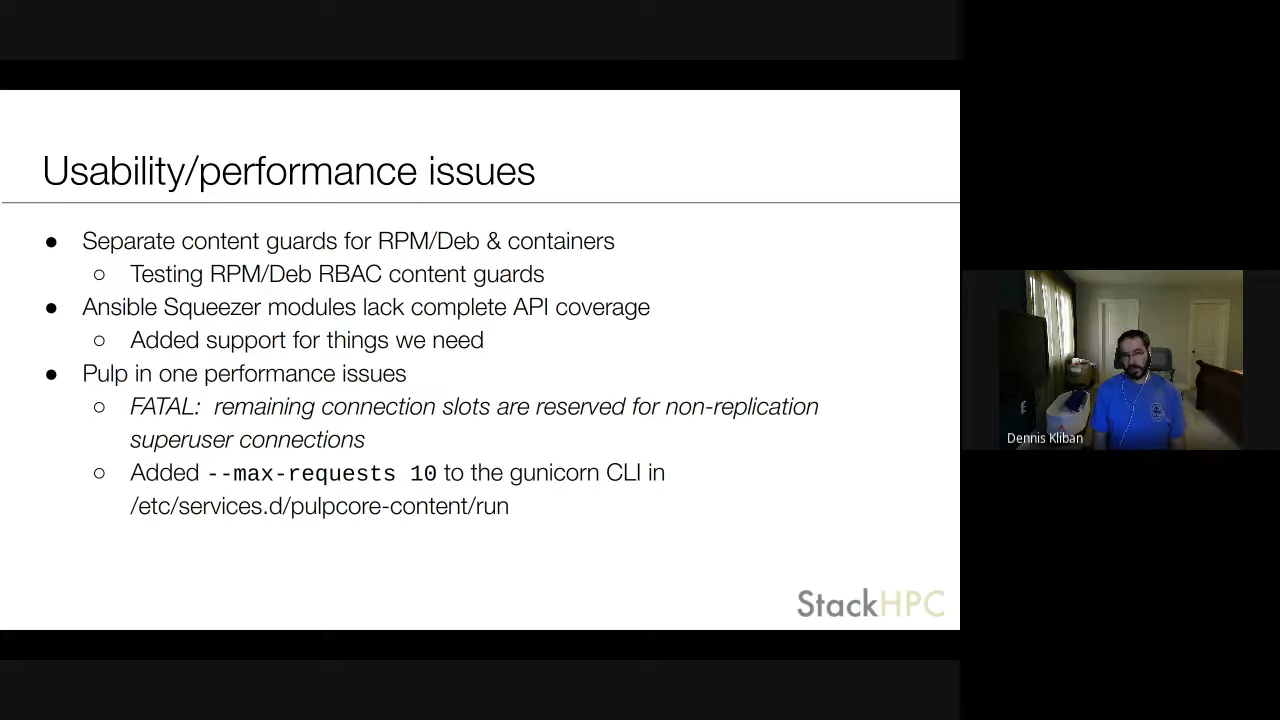 Usability/performance issues
● Separate content guards for RPM/Deb & containers
○ Testing RPM/Deb RBAC content guards
● Ansible Squeezer modules lack complete API coverage
○ Added support for things we need
● Pulp in one performance issues
○ FATAL:  remaining connection slots are reserved for non-replication
superuser connections
○ Added --max-requests 10 to the gunicorn CLI in
/etc/services.d/pulpcore-content/run
StackHPC
Dennis Kliban